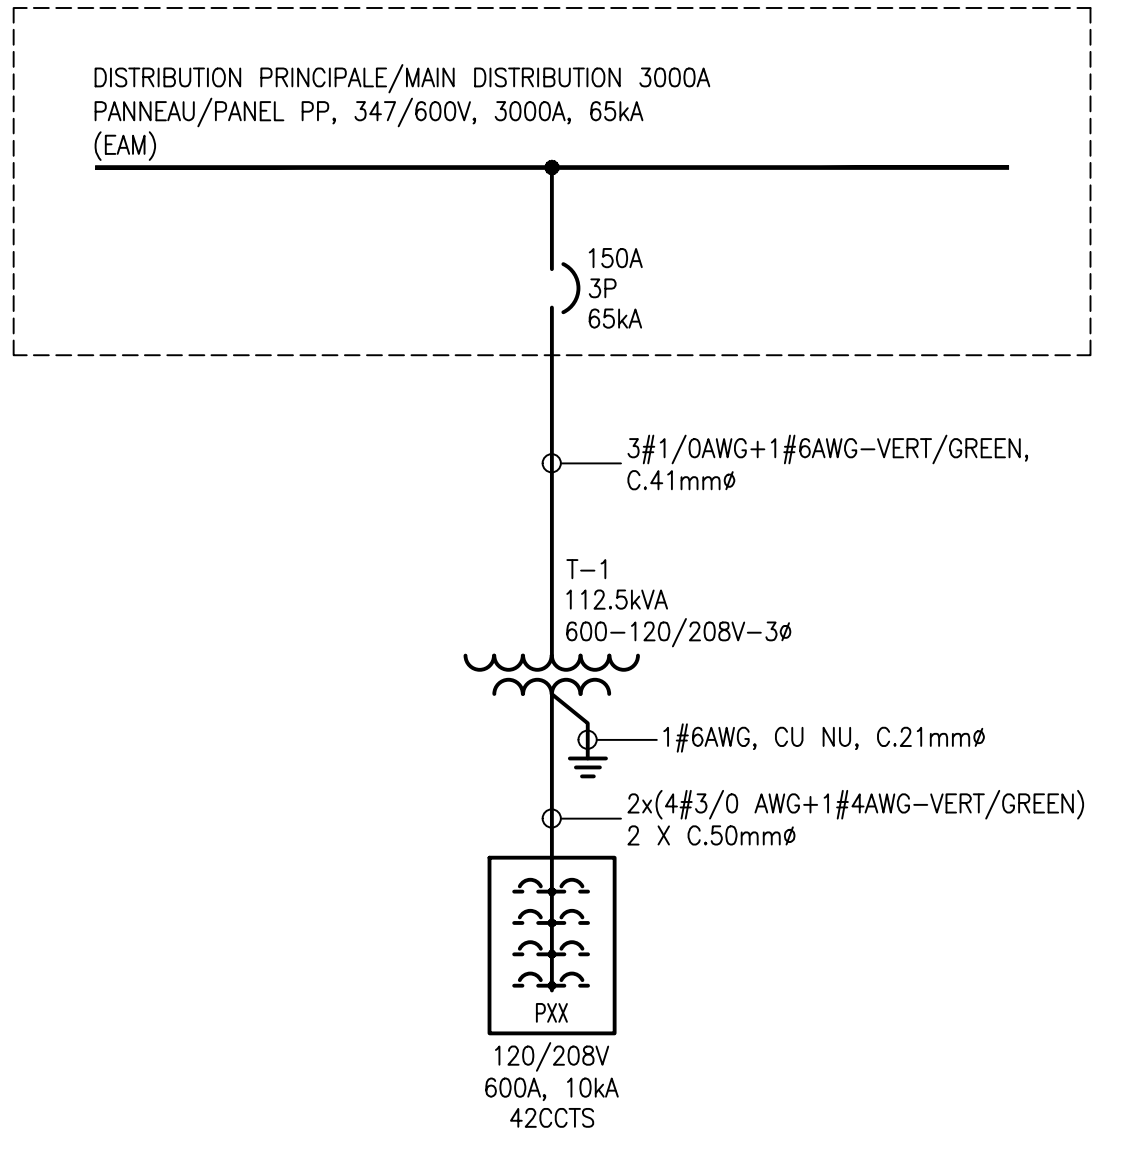 DISTRIBUTION PRINCIPALE/MAIN DISTRIBUTION 3000A
PANNEAU/PANEL PP, 347/600V, 3000A, 65kA
(EAM)
150A
3P
65kA
3#1/0AWG+1#6AWG-VERT/GREEN,
C.41mmø
T-1
112.5kVA
600-120/208V-3ø
1#6AWG, CU NU, C.21mmø
2x(4#3/0 AWG+1#4AWG-VERT/GREEN)
2 X C.50mmø
PXX
120/208V
600A, 10kA
42CCTS